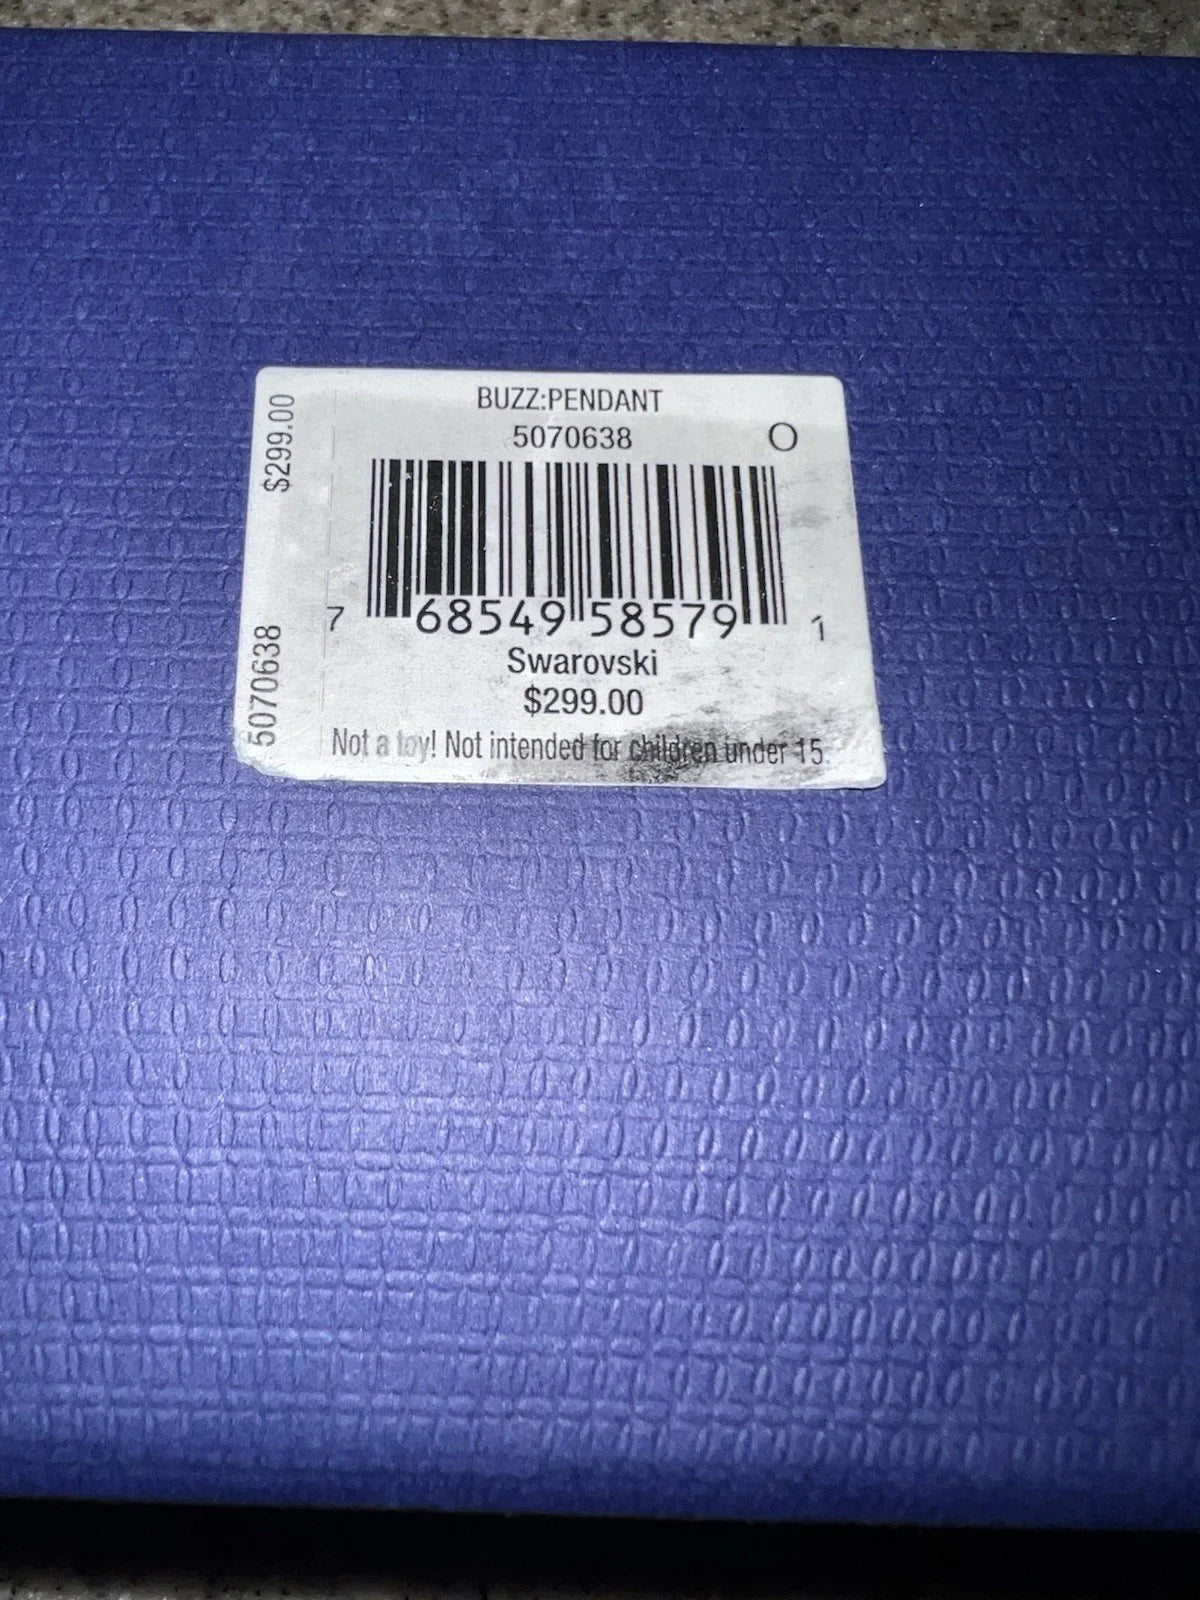 BUZZ:PENDANT
5070638
O
$299.00
5070638
7 68549 58579 1
Swarovski
$299.00
Not a toy! Not intended for children under 15.